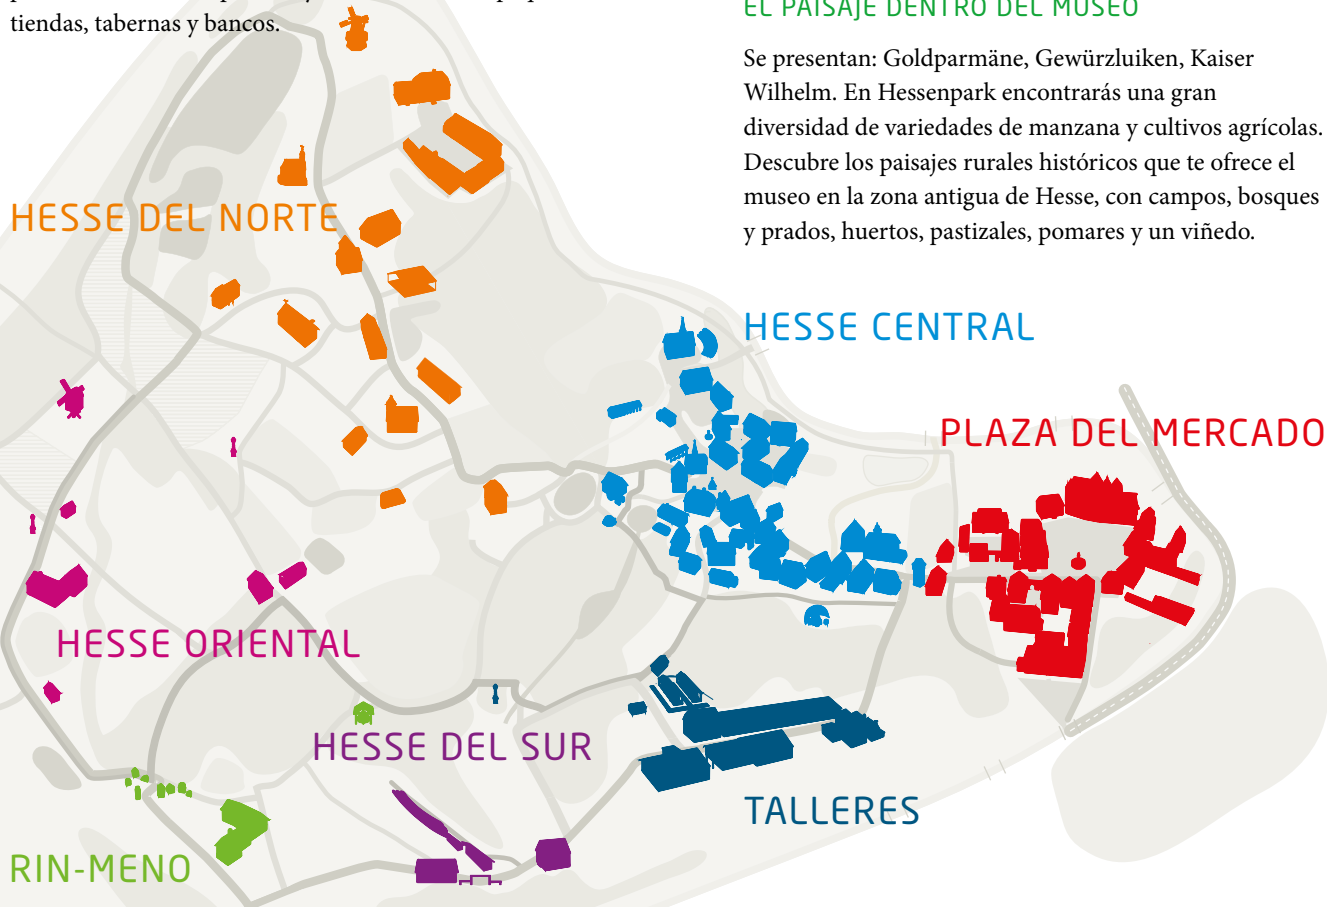 tiendas, tabernas y bancos.
EL PAISAJE DENTRO DEL MUSEO
Se presentan: Goldparmäne, Gewürzluiken, Kaiser
Wilhelm. En Hessenpark encontrarás una gran
diversidad de variedades de manzana y cultivos agrícolas.
Descubre los paisajes rurales históricos que te ofrece el
museo en la zona antigua de Hesse, con campos, bosques
y prados, huertos, pastizales, pomares y un viñedo.
HESSE DEL NORTE
HESSE CENTRAL
PLAZA DEL MERCADO
HESSE ORIENTAL
HESSE DEL SUR
TALLERES
RIN-MENO